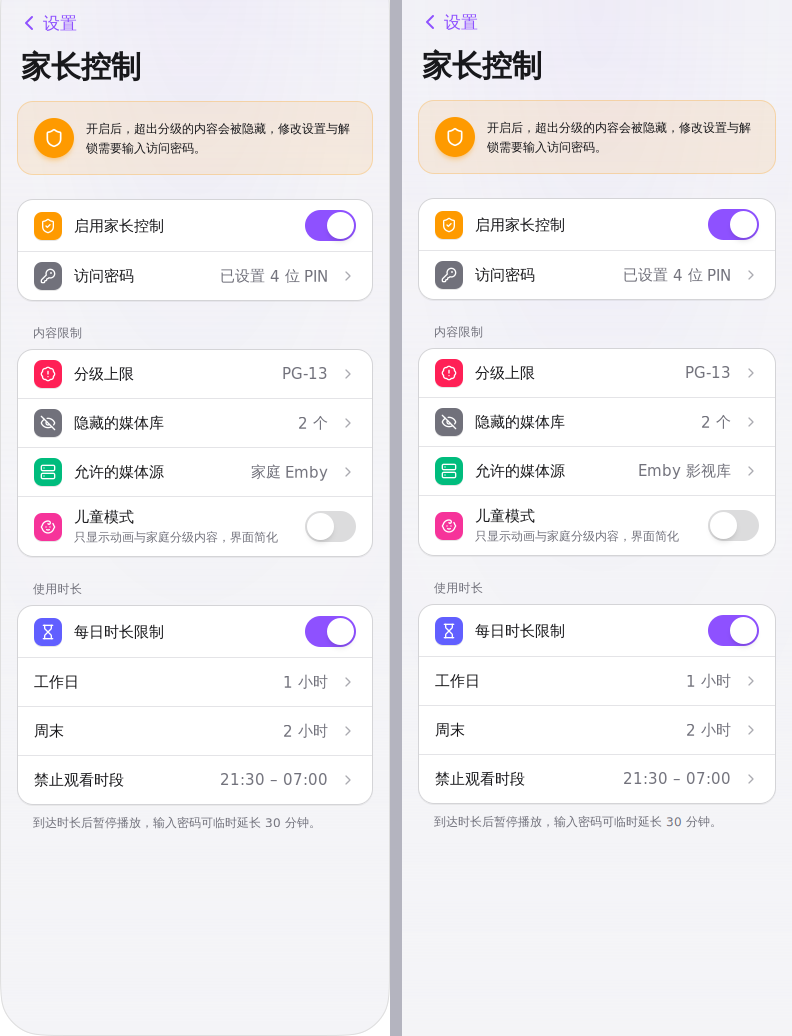 设置
家长控制
开启后，超出分级的内容会被隐藏，修改设置与解
锁需要输入访问密码。
启用家长控制
访问密码 已设置 4 位 PIN
内容限制
分级上限 PG-13
隐藏的媒体库 2 个
允许的媒体源 家庭 Emby
儿童模式
只显示动画与家庭分级内容，界面简化
使用时长
每日时长限制
工作日 1 小时
周末 2 小时
禁止观看时段 21:30 – 07:00
到达时长后暂停播放，输入密码可临时延长 30 分钟。
设置
家长控制
开启后，超出分级的内容会被隐藏，修改设置与解
锁需要输入访问密码。
启用家长控制
访问密码 已设置 4 位 PIN
内容限制
分级上限 PG-13
隐藏的媒体库 2 个
允许的媒体源 Emby 影视库
儿童模式
只显示动画与家庭分级内容，界面简化
使用时长
每日时长限制
工作日 1 小时
周末 2 小时
禁止观看时段 21:30 – 07:00
到达时长后暂停播放，输入密码可临时延长 30 分钟。